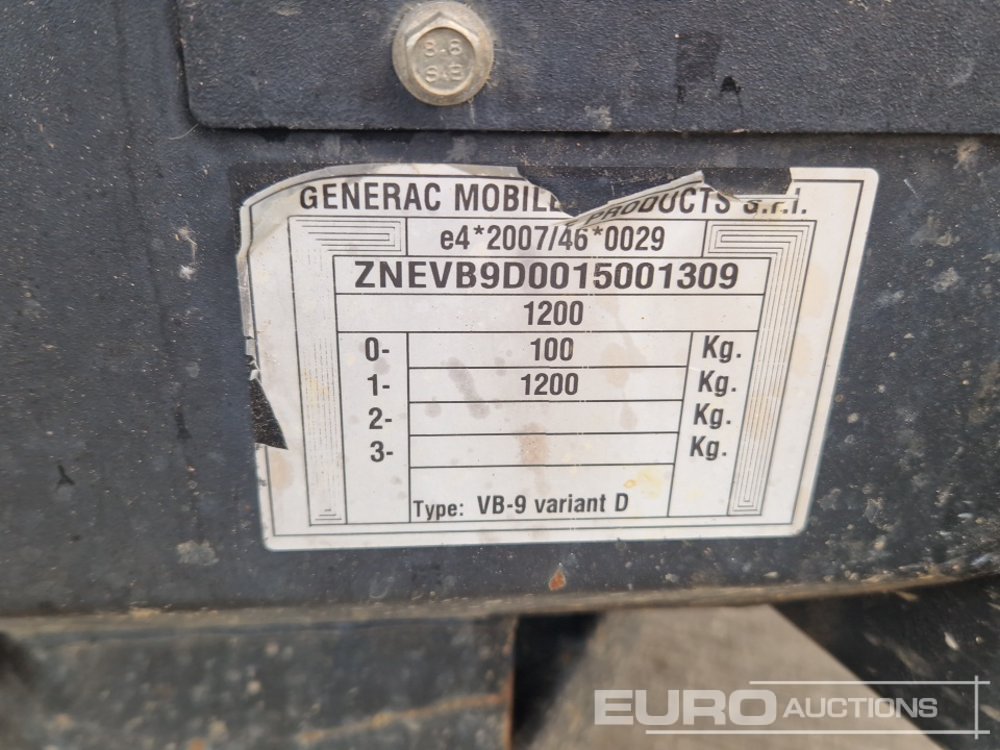 8.8
S.E
GENERAC MOBILE PRODUCTS S.r.l.
e4*2007/46*0029
ZNEVB9D0015001309
1200
0- 100 Kg.
1- 1200 Kg.
2- Kg.
3- Kg.
Type: VB-9 variant D
EURO AUCTIONS